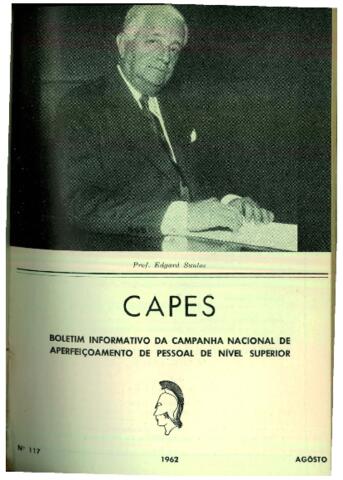 Prof. Edgard Santos
CAPES
BOLETIM INFORMATIVO DA CAMPANHA NACIONAL DE
APERFEIÇOAMENTO DE PESSOAL DE NÍVEL SUPERIOR
Nº 117
1962
AGÔSTO